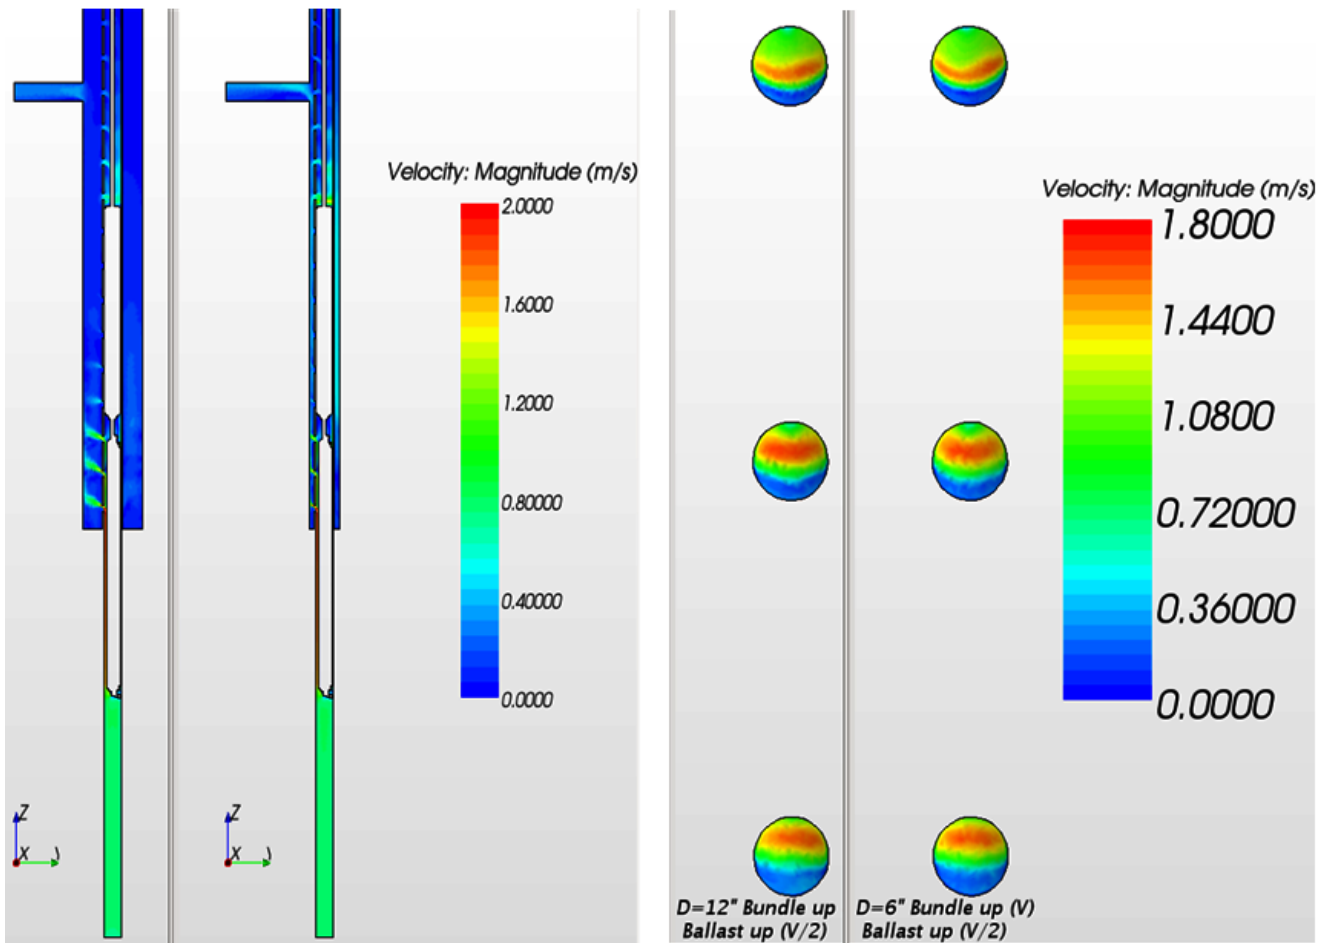 Velocity: Magnitude (m/s)
2.0000
1.6000
1.2000
0.80000
0.40000
0.0000
Z
X
Z
X
Velocity: Magnitude (m/s)
1.8000
1.4400
1.0800
0.72000
0.36000
0.0000
D=12" Bundle up
Ballast up (V/2)
D=6" Bundle up (V)
Ballast up (V/2)